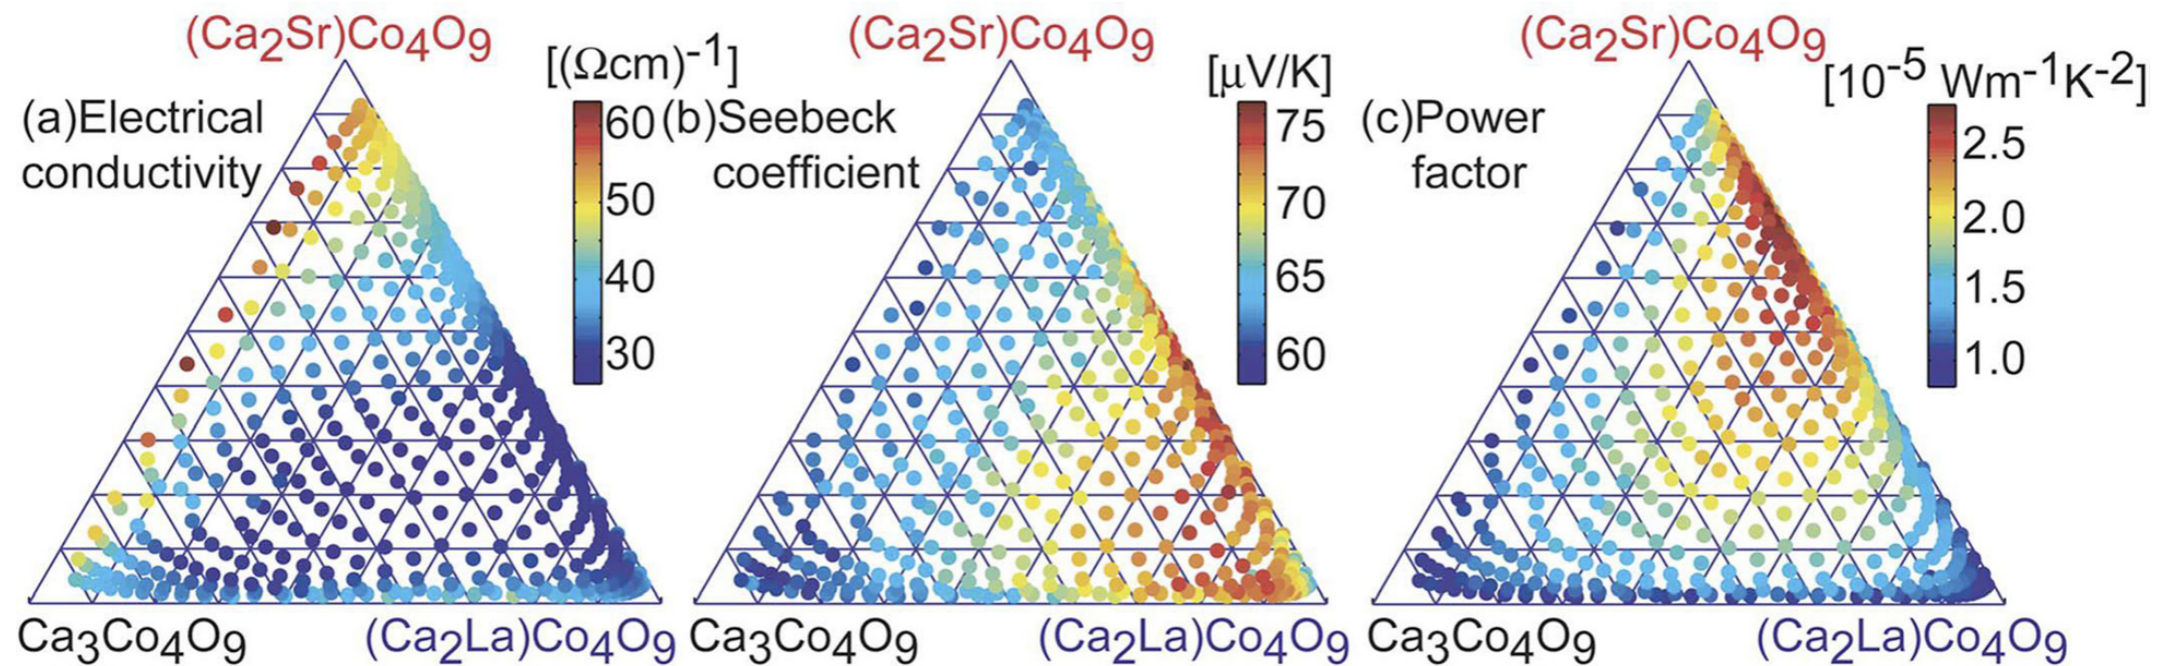 (Ca2Sr)Co4O9
[(Ωcm)-1]
(a)Electrical
conductivity
60
50
40
30
Ca3Co4O9
(Ca2La)Co4O9
(Ca2Sr)Co4O9
[μV/K]
(b)Seebeck
coefficient
75
70
65
60
Ca3Co4O9
(Ca2La)Co4O9
(Ca2Sr)Co4O9
[10-5 Wm-1K-2]
(c)Power
factor
2.5
2.0
1.5
1.0
Ca3Co4O9
(Ca2La)Co4O9